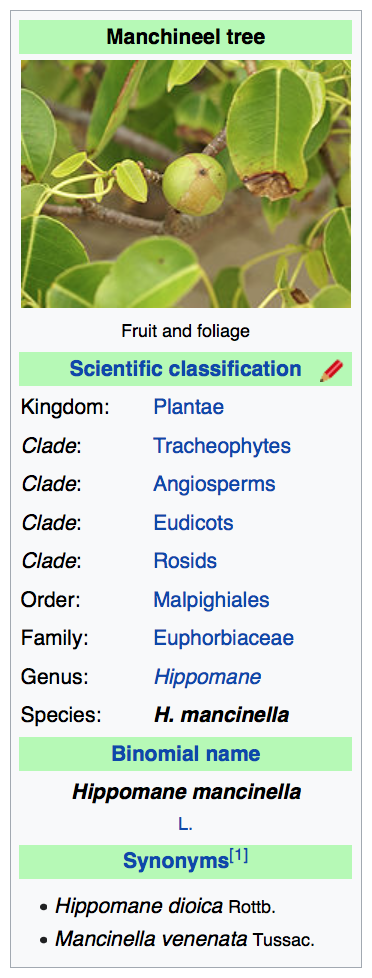 Manchineel tree
Fruit and foliage
Scientific classification
Kingdom: Plantae
Clade: Tracheophytes
Clade: Angiosperms
Clade: Eudicots
Clade: Rosids
Order: Malpighiales
Family: Euphorbiaceae
Genus: Hippomane
Species: H. mancinella
Binomial name
Hippomane mancinella
L.
Synonyms[1]
• Hippomane dioica Rottb.
• Mancinella venenata Tussac.